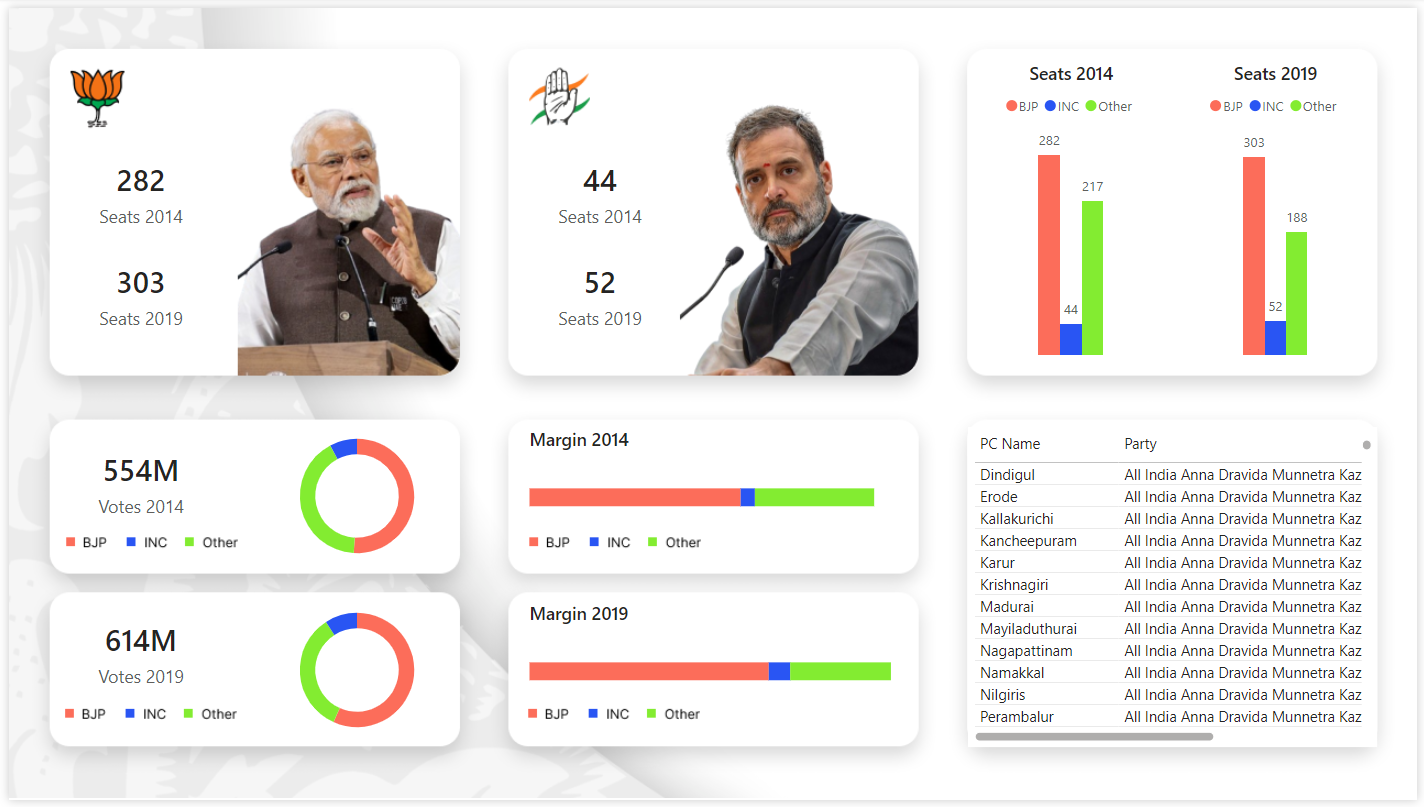 282
Seats 2014
303
Seats 2019
44
Seats 2014
52
Seats 2019
Seats 2014
BJP INC Other
282
217
44
Seats 2019
BJP INC Other
303
188
52
554M
Votes 2014
BJP INC Other
Margin 2014
BJP INC Other
614M
Votes 2019
BJP INC Other
Margin 2019
BJP INC Other
PC Name Party
Dindigul All India Anna Dravida Munnetra Kaz
Erode All India Anna Dravida Munnetra Kaz
Kallakurichi All India Anna Dravida Munnetra Kaz
Kancheepuram All India Anna Dravida Munnetra Kaz
Karur All India Anna Dravida Munnetra Kaz
Krishnagiri All India Anna Dravida Munnetra Kaz
Madurai All India Anna Dravida Munnetra Kaz
Mayiladuthurai All India Anna Dravida Munnetra Kaz
Nagapattinam All India Anna Dravida Munnetra Kaz
Namakkal All India Anna Dravida Munnetra Kaz
Nilgiris All India Anna Dravida Munnetra Kaz
Perambalur All India Anna Dravida Munnetra Kaz